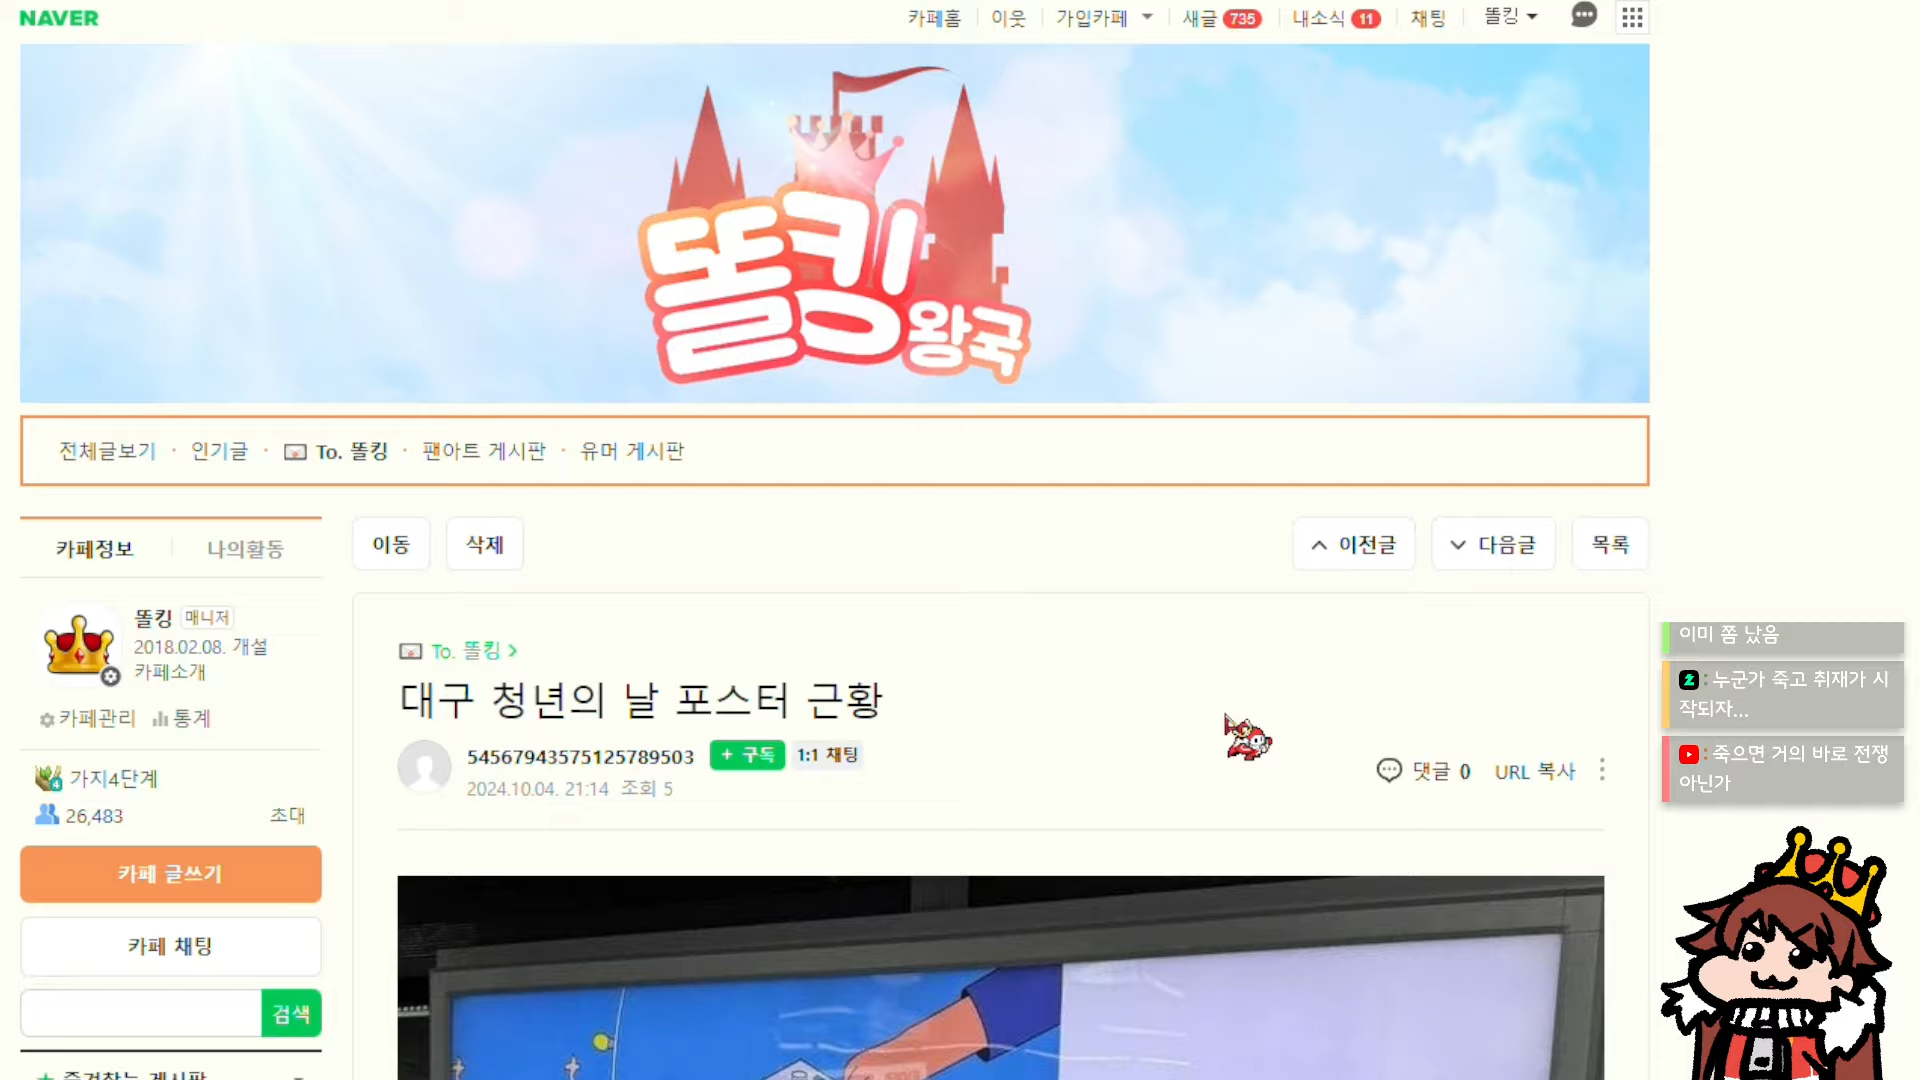 NAVER
카페홈 이웃 가입카페 새글 735 내소식 11 채팅 똘킹
똘킹
왕국
전체글보기 · 인기글 · To. 똘킹 · 팬아트 게시판 · 유머 게시판
카페정보 나의활동
이동 삭제
이전글 다음글 목록
똘킹 매니저
2018.02.08. 개설
카페소개
카페관리 통계
가지4단계
26,483 초대
카페 글쓰기
카페 채팅
검색
즐겨찾는 게시판
To. 똘킹 >
대구 청년의 날 포스터 근황
54567943575125789503 + 구독 1:1 채팅
2024.10.04. 21:14 조회 5
댓글 0 URL 복사
이미 쫌 났음
: 누군가 죽고 취재가 시
작되자...
: 죽으면 거의 바로 전쟁
아닌가